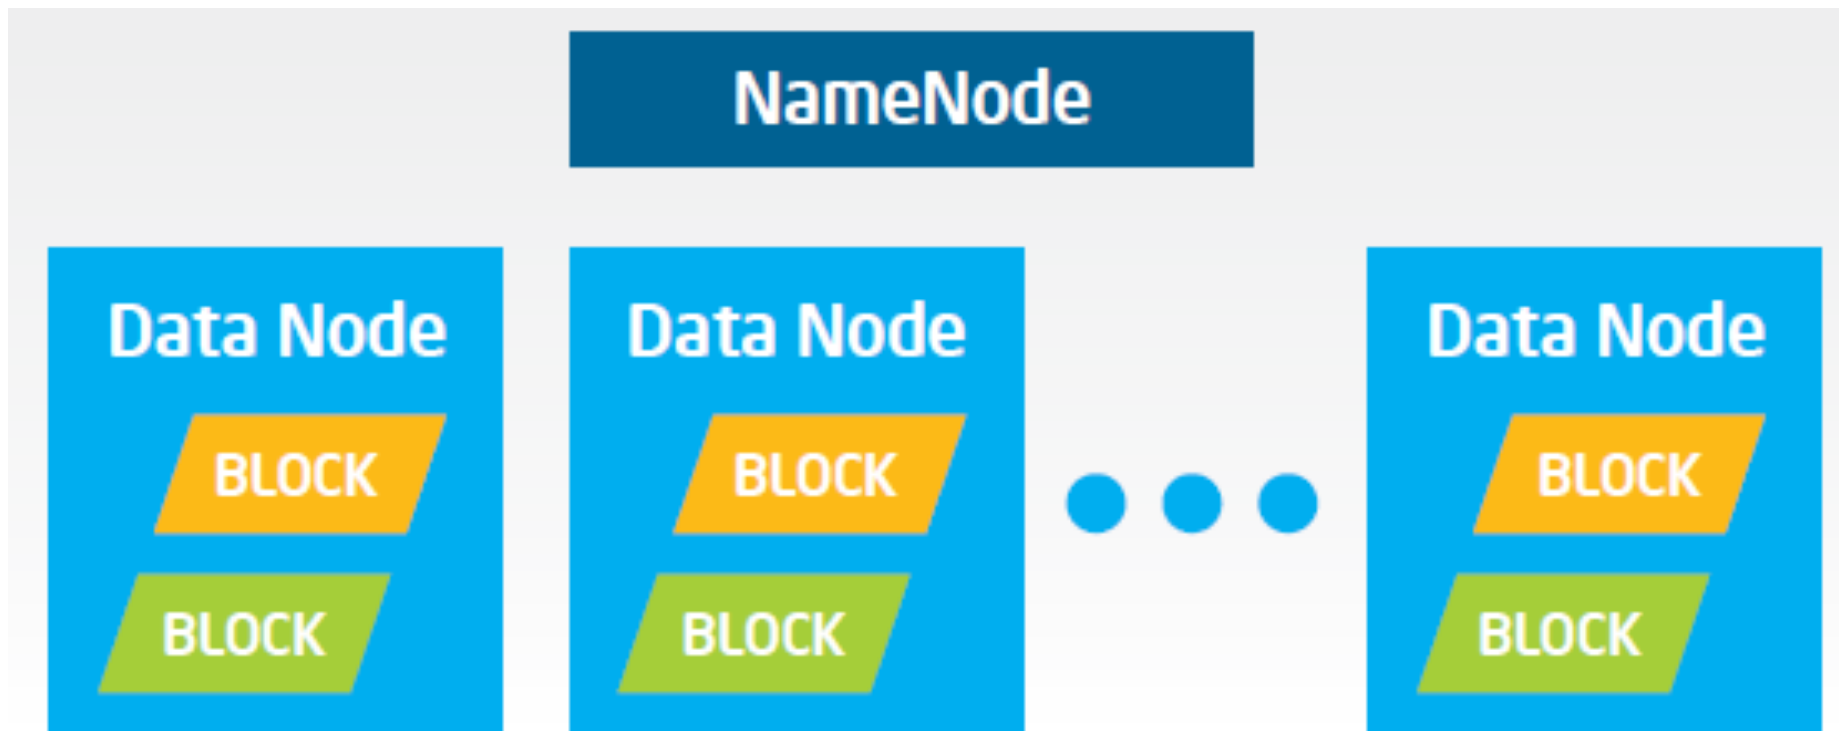 NameNode
Data Node
BLOCK
BLOCK
Data Node
BLOCK
BLOCK
Data Node
BLOCK
BLOCK